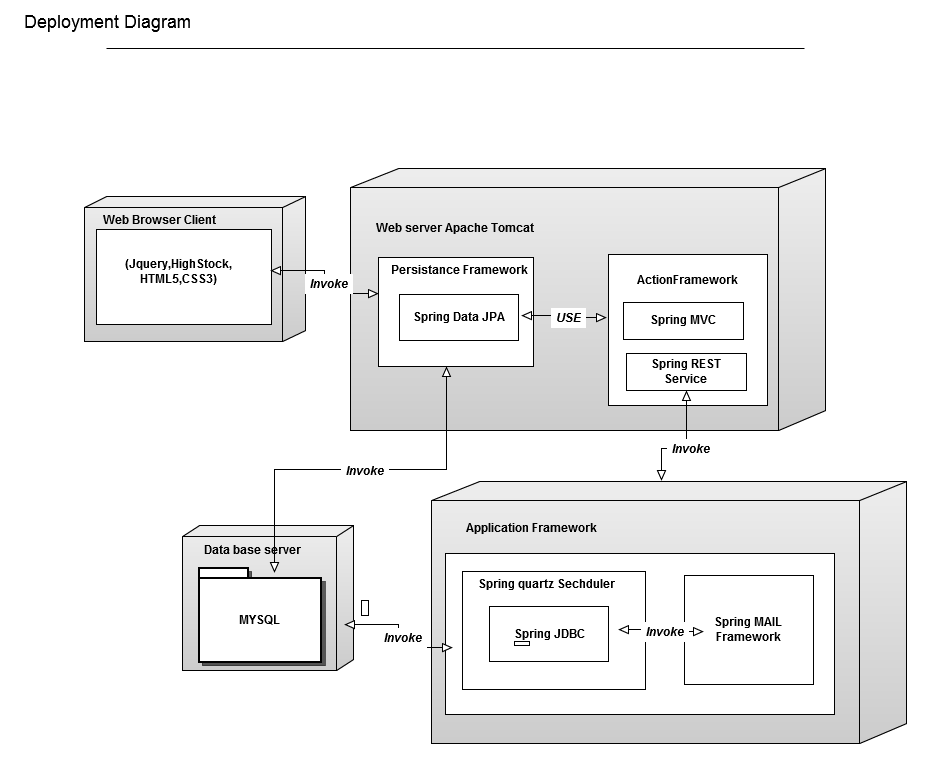 Deployment Diagram
Web Browser Client
(Jquery,HighStock,
HTML5,CSS3)
Invoke
Web server Apache Tomcat
Persistance Framework
Spring Data JPA
USE
ActionFramework
Spring MVC
Spring REST
Service
Invoke
Invoke
Data base server
MYSQL
Invoke
Application Framework
Spring quartz Sechduler
Spring JDBC
Invoke
Spring MAIL
Framework